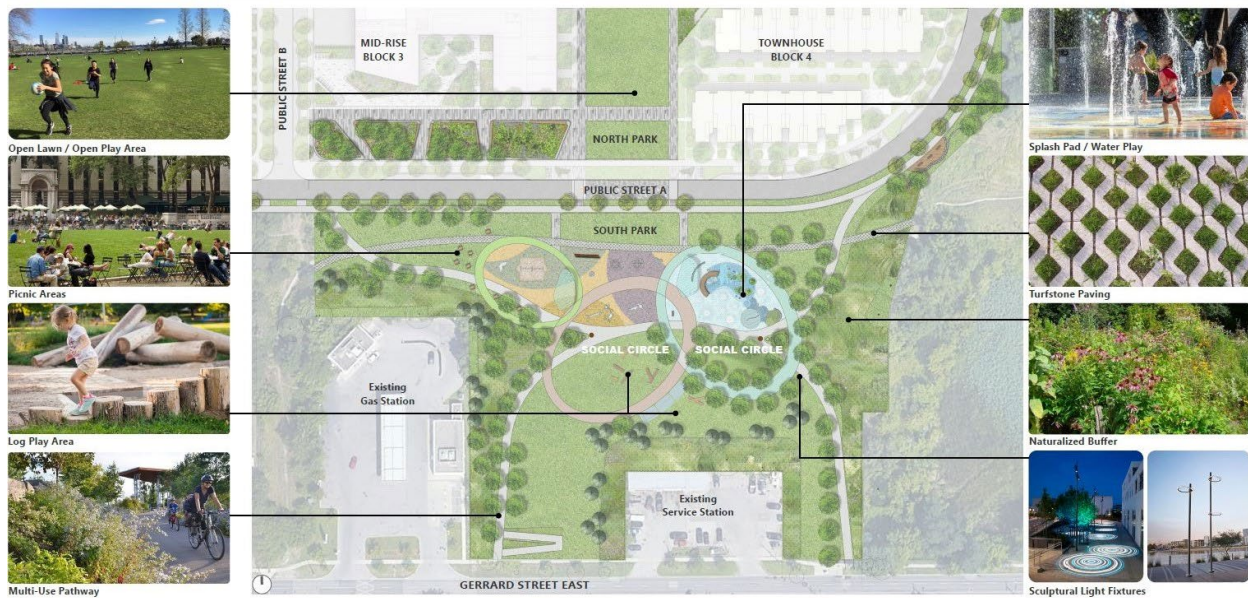 Open Lawn / Open Play Area
Picnic Areas
Log Play Area
Multi-Use Pathway
PUBLIC STREET B
MID-RISE
BLOCK 3
TOWNHOUSE
BLOCK 4
NORTH PARK
PUBLIC STREET A
SOUTH PARK
SOCIAL CIRCLE
SOCIAL CIRCLE
Existing
Gas Station
Existing
Service Station
GERRARD STREET EAST
Splash Pad / Water Play
Turfstone Paving
Naturalized Buffer
Sculptural Light Fixtures